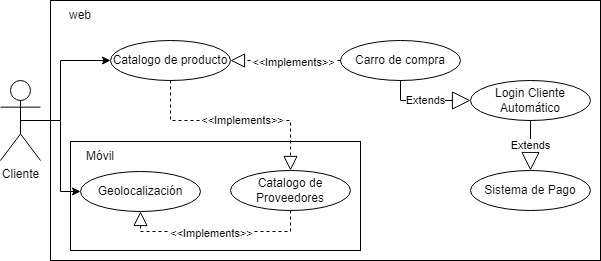 web
Catalogo de producto
<<Implements>>
Carro de compra
Extends
Login Cliente
Automático
<<Implements>>
Extends
Móvil
Cliente
Geolocalización
Catalogo de
Proveedores
Sistema de Pago
<<Implements>>